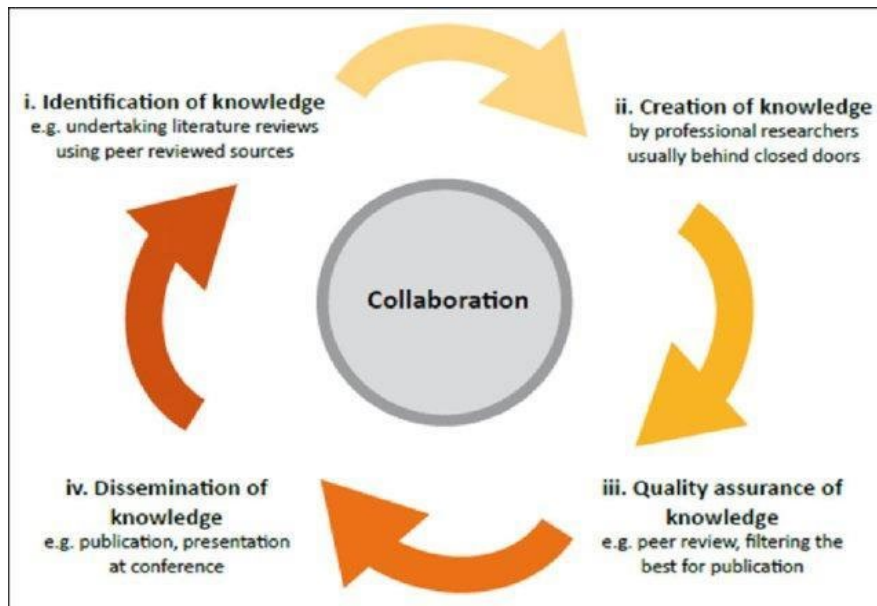 i. Identification of knowledge
e.g. undertaking literature reviews
using peer reviewed sources
ii. Creation of knowledge
by professional researchers
usually behind closed doors
Collaboration
iii. Quality assurance of
knowledge
e.g. peer review, filtering the
best for publication
iv. Dissemination of
knowledge
e.g. publication, presentation
at conference